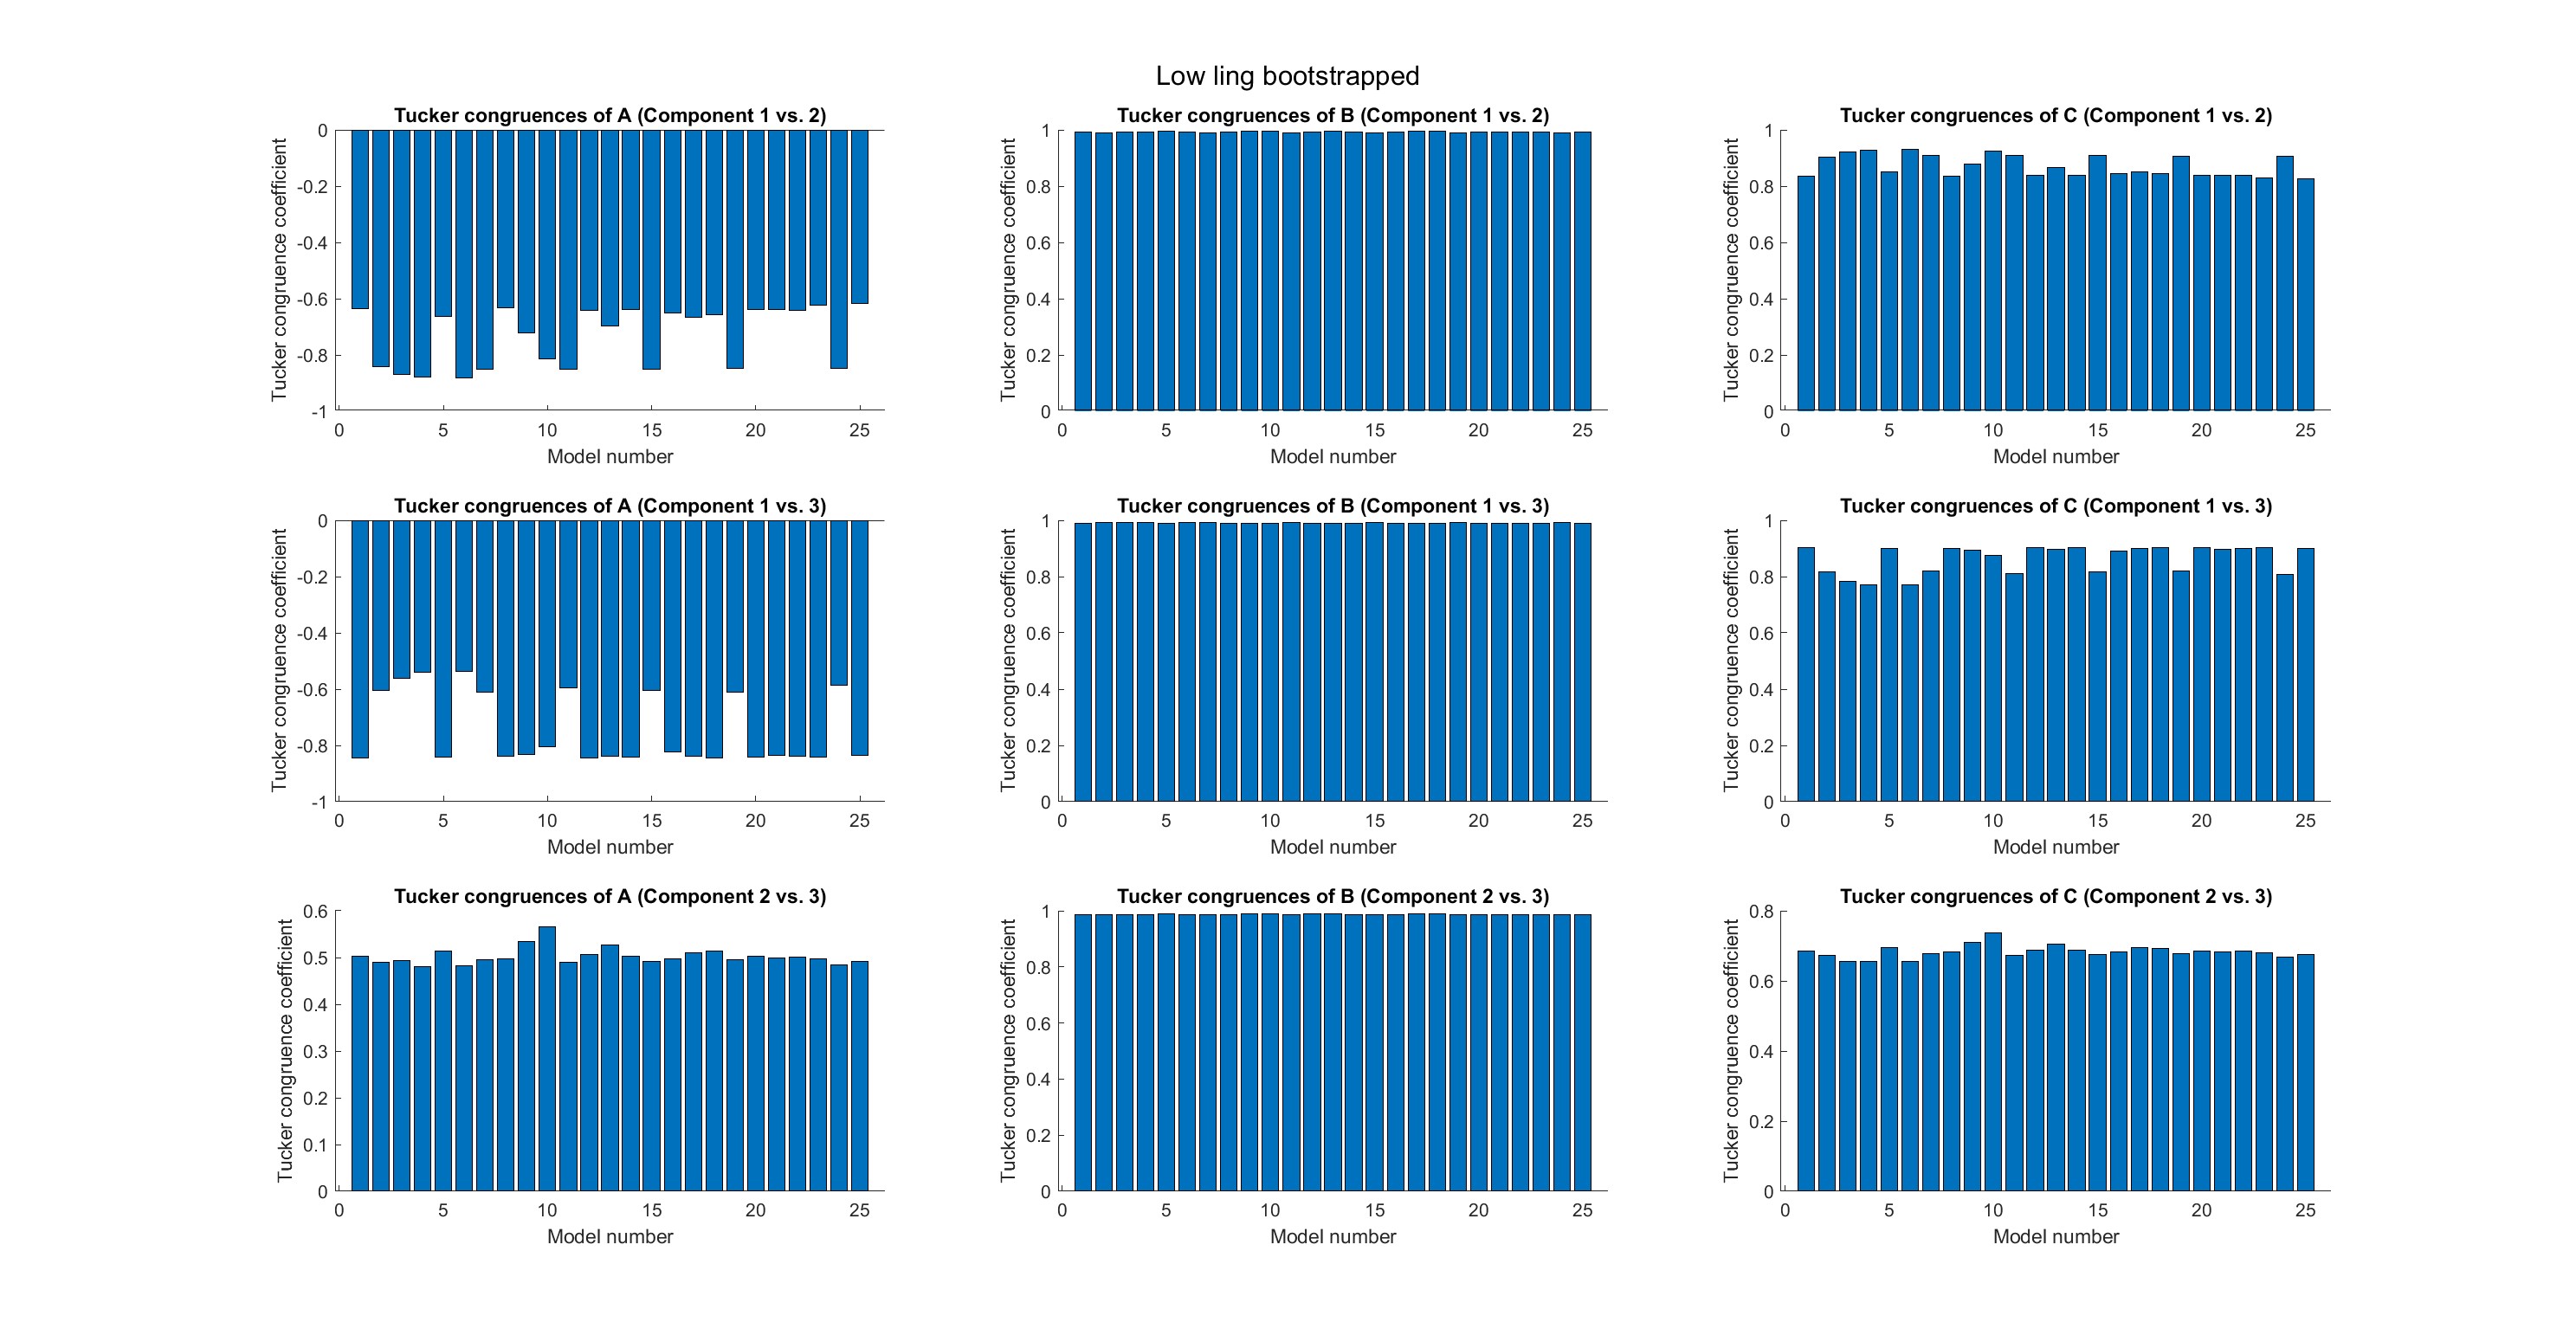 Low ling bootstrapped
Tucker congruences of A (Component 1 vs. 2)
Tucker congruence coefficient
0
-0.2
-0.4
-0.6
-0.8
-1
0 5 10 15 20 25
Model number
Tucker congruences of B (Component 1 vs. 2)
Tucker congruence coefficient
1
0.8
0.6
0.4
0.2
0
0 5 10 15 20 25
Model number
Tucker congruences of C (Component 1 vs. 2)
Tucker congruence coefficient
1
0.8
0.6
0.4
0.2
0
0 5 10 15 20 25
Model number
Tucker congruences of A (Component 1 vs. 3)
Tucker congruence coefficient
0
-0.2
-0.4
-0.6
-0.8
-1
0 5 10 15 20 25
Model number
Tucker congruences of B (Component 1 vs. 3)
Tucker congruence coefficient
1
0.8
0.6
0.4
0.2
0
0 5 10 15 20 25
Model number
Tucker congruences of C (Component 1 vs. 3)
Tucker congruence coefficient
1
0.8
0.6
0.4
0.2
0
0 5 10 15 20 25
Model number
Tucker congruences of A (Component 2 vs. 3)
Tucker congruence coefficient
0.6
0.5
0.4
0.3
0.2
0.1
0
0 5 10 15 20 25
Model number
Tucker congruences of B (Component 2 vs. 3)
Tucker congruence coefficient
1
0.8
0.6
0.4
0.2
0
0 5 10 15 20 25
Model number
Tucker congruences of C (Component 2 vs. 3)
Tucker congruence coefficient
0.8
0.6
0.4
0.2
0
0 5 10 15 20 25
Model number